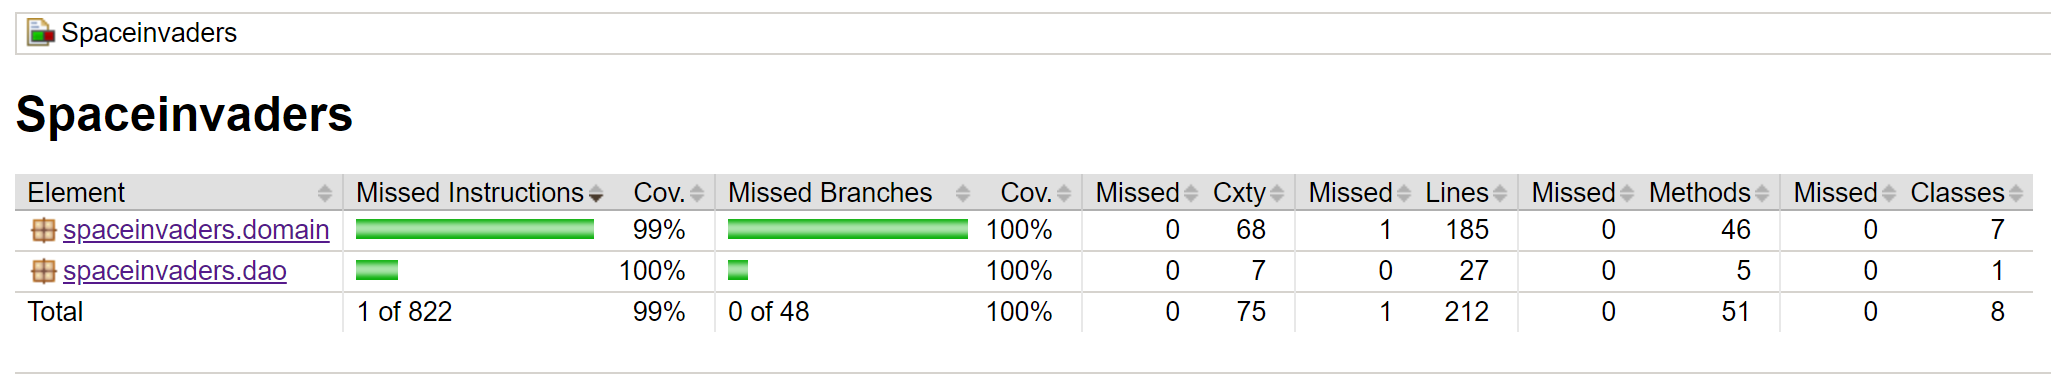 Spaceinvaders
Spaceinvaders
Element Missed Instructions Cov. Missed Branches Cov. Missed Cxty Missed Lines Missed Methods Missed Classes
spaceinvaders.domain 99% 100% 0 68 1 185 0 46 0 7
spaceinvaders.dao 100% 100% 0 7 0 27 0 5 0 1
Total 1 of 822 99% 0 of 48 100% 0 75 1 212 0 51 0 8